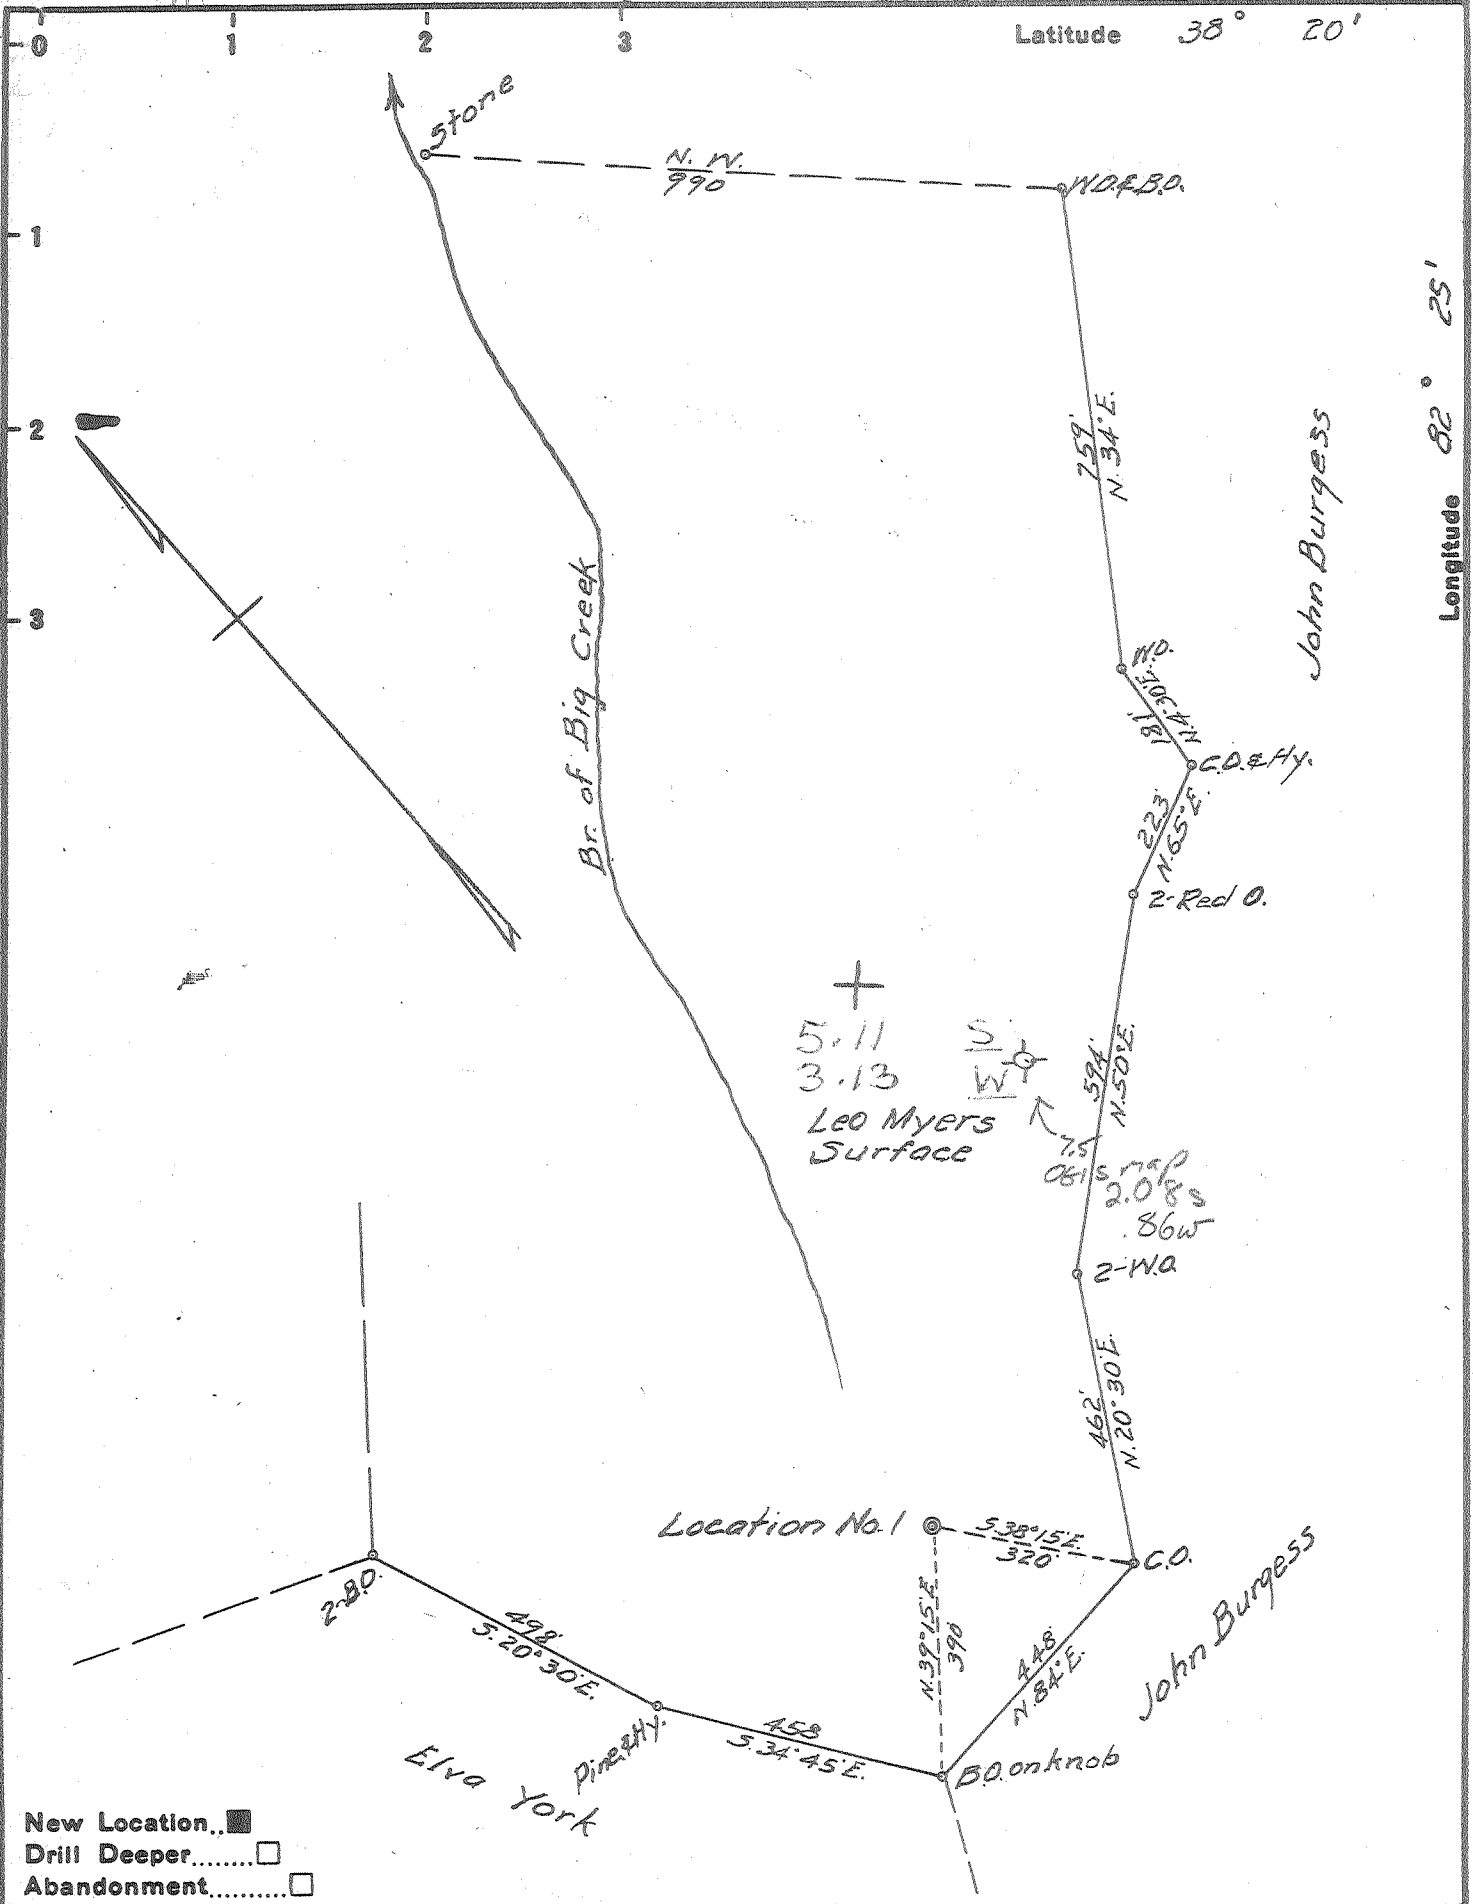 0 1 2 3 Latitude 38° 20'
Stone
N. W.
990
W.O.&B.O.
1
Longitude 82° 25'
759'
N. 34° E.
2
John Burgess
3
Br. of Big Creek
W.O.
181'
N. 4° 30' E.
C.O.&Hy.
223'
N. 65° E.
2-Red O.
5.11 S
3.13 W
Leo Myers
Surface
594'
N. 50° E.
7.5
map
2.08 s
.86w
2-W.O.
462'
N. 20° 30' E.
Location No. 1
S. 38° 15' E.
320'
C.O.
2-B.O.
498'
S. 20° 30' E.
N. 39° 15' E.
390'
448'
N. 84° E.
John Burgess
Pine&Hy.
458'
S. 34° 45' E.
B.O. on knob
Elva York
New Location..
Drill Deeper........
Abandonment..........